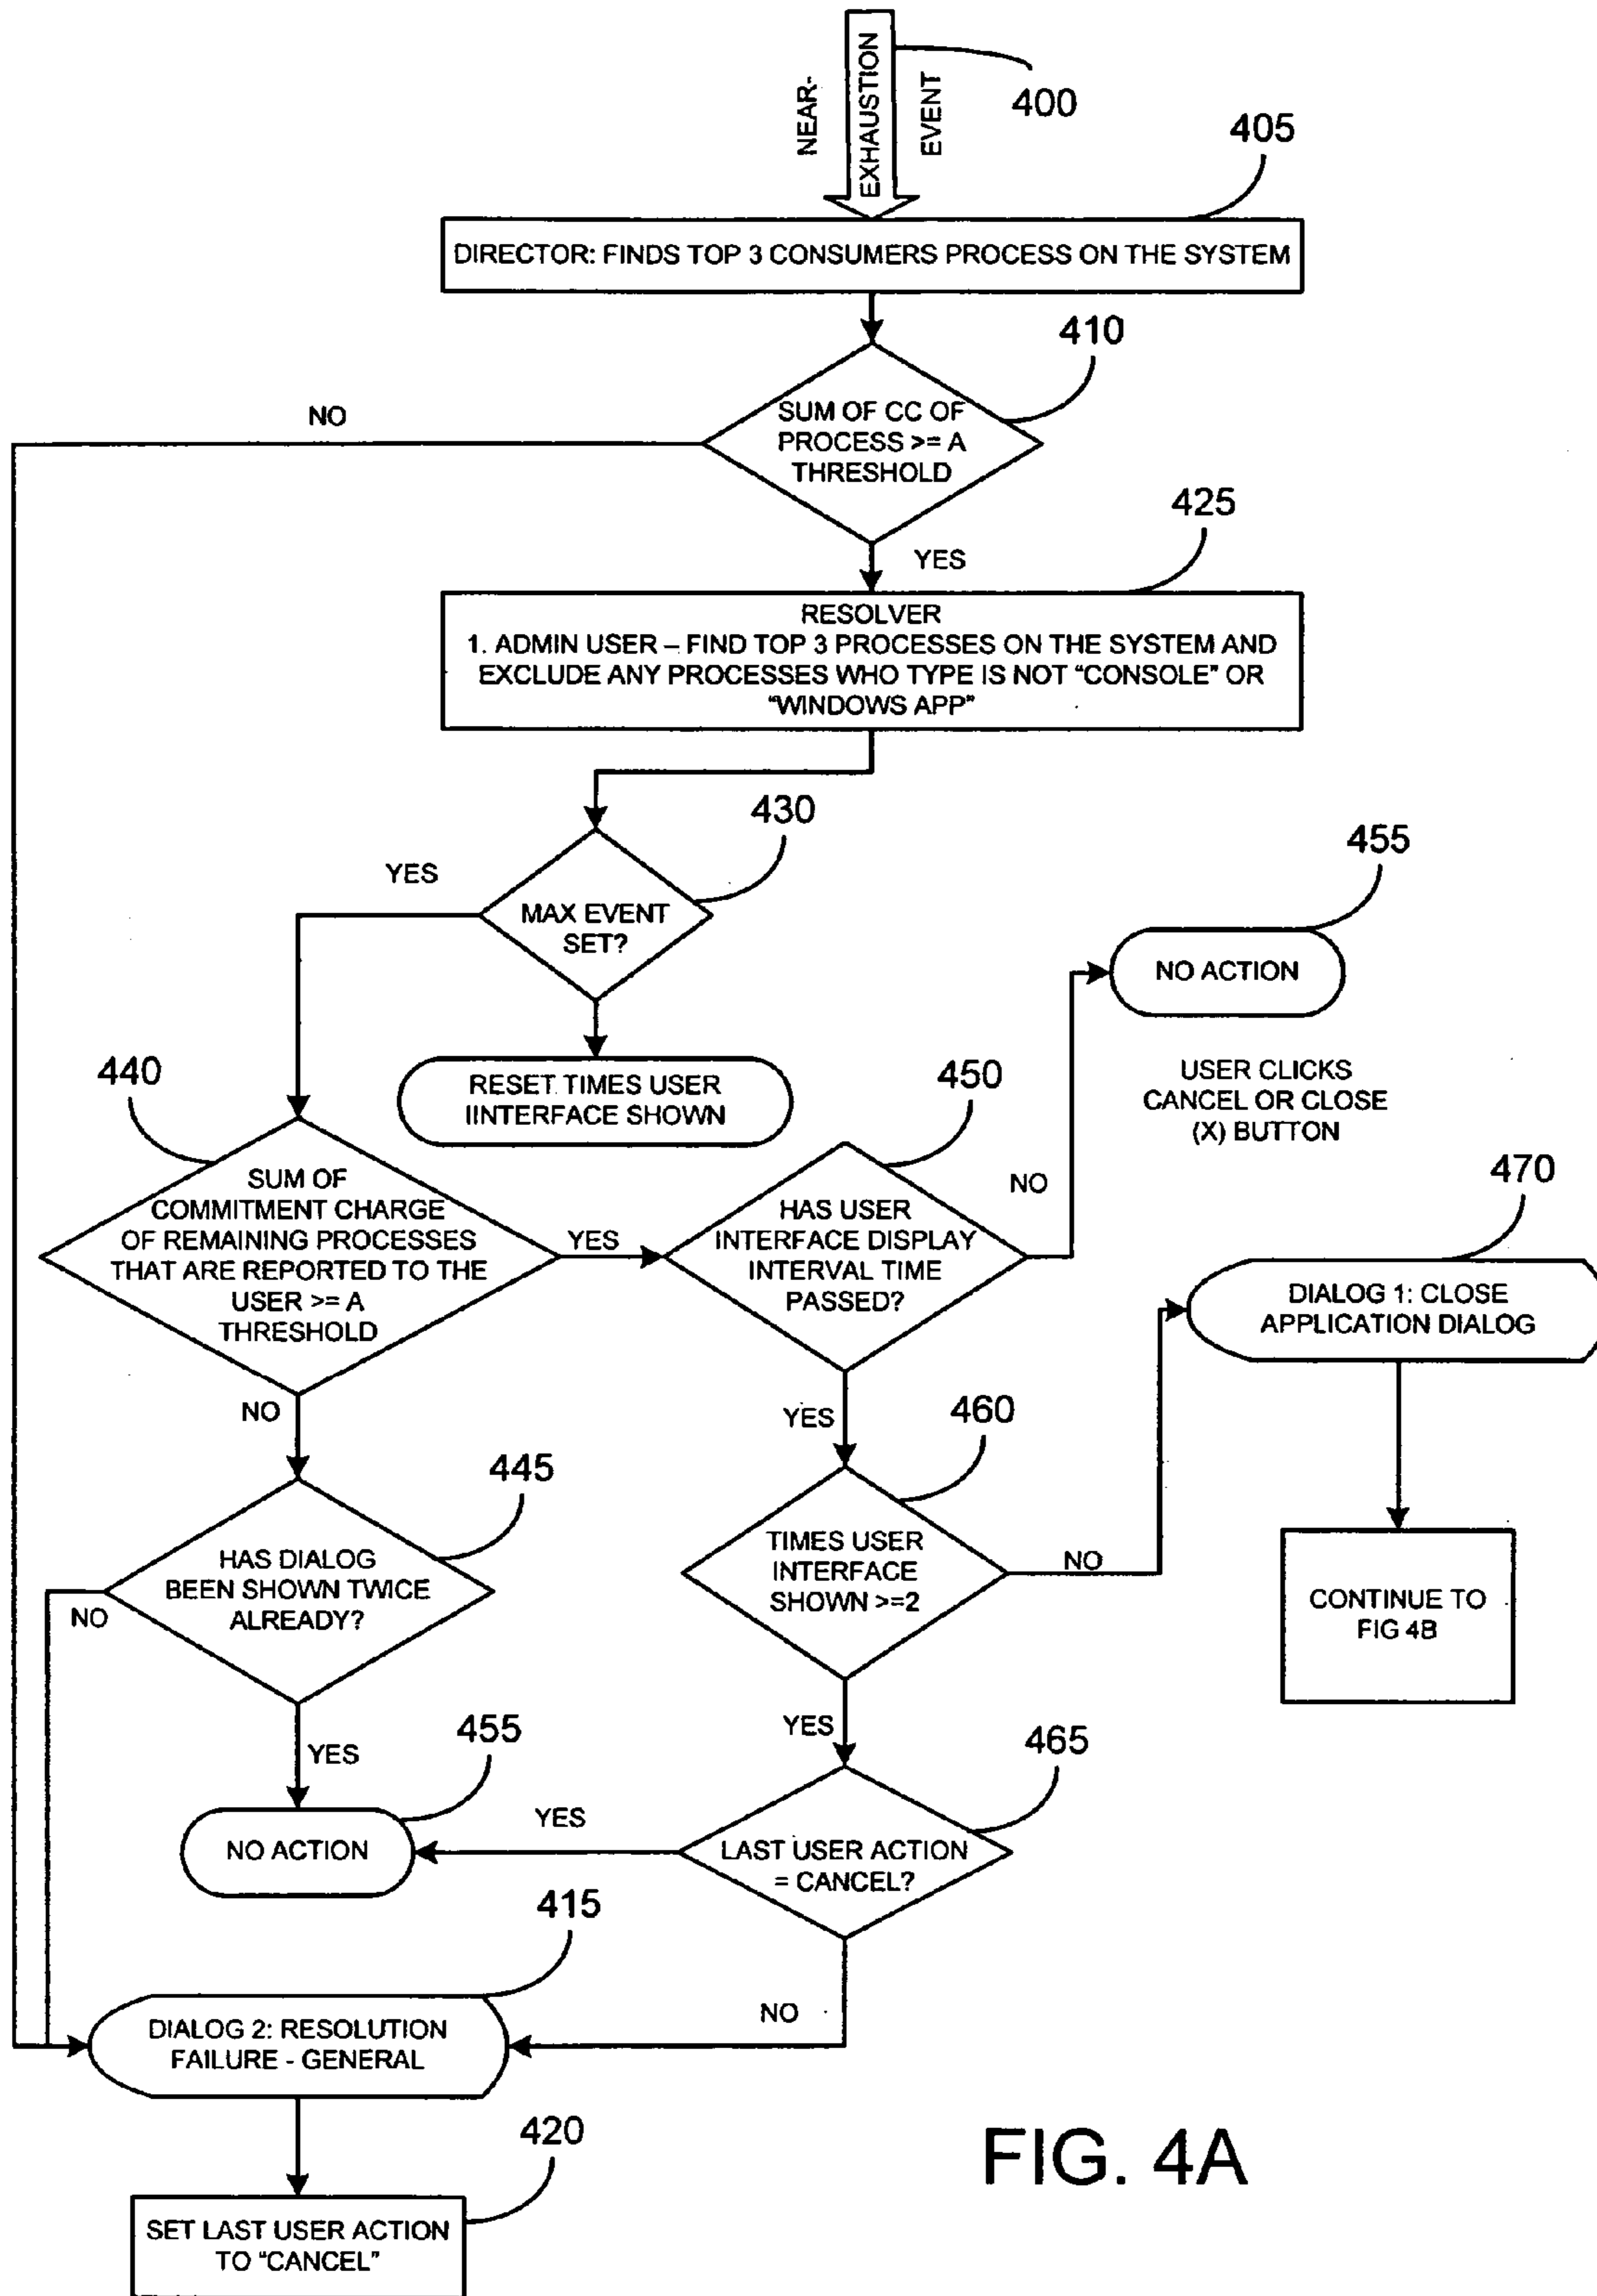 NEAR-
EXHAUSTION
EVENT
400
405
DIRECTOR: FINDS TOP 3 CONSUMERS PROCESS ON THE SYSTEM
410
SUM OF CC OF
PROCESS >= A
THRESHOLD
NO
YES
425
RESOLVER
1. ADMIN USER – FIND TOP 3 PROCESSES ON THE SYSTEM AND
EXCLUDE ANY PROCESSES WHO TYPE IS NOT "CONSOLE" OR
"WINDOWS APP"
430
YES
MAX EVENT
SET?
455
NO ACTION
RESET TIMES USER
IINTERFACE SHOWN
USER CLICKS
CANCEL OR CLOSE
(X) BUTTON
440
SUM OF
COMMITMENT CHARGE
OF REMAINING PROCESSES
THAT ARE REPORTED TO THE
USER >= A
THRESHOLD
YES
NO
450
HAS USER
INTERFACE DISPLAY
INTERVAL TIME
PASSED?
NO
YES
470
DIALOG 1: CLOSE
APPLICATION DIALOG
CONTINUE TO
FIG 4B
445
HAS DIALOG
BEEN SHOWN TWICE
ALREADY?
NO
YES
460
TIMES USER
INTERFACE
SHOWN >=2
NO
YES
455
NO ACTION
465
LAST USER ACTION
= CANCEL?
YES
NO
415
DIALOG 2: RESOLUTION
FAILURE - GENERAL
420
SET LAST USER ACTION
TO "CANCEL"
FIG. 4A